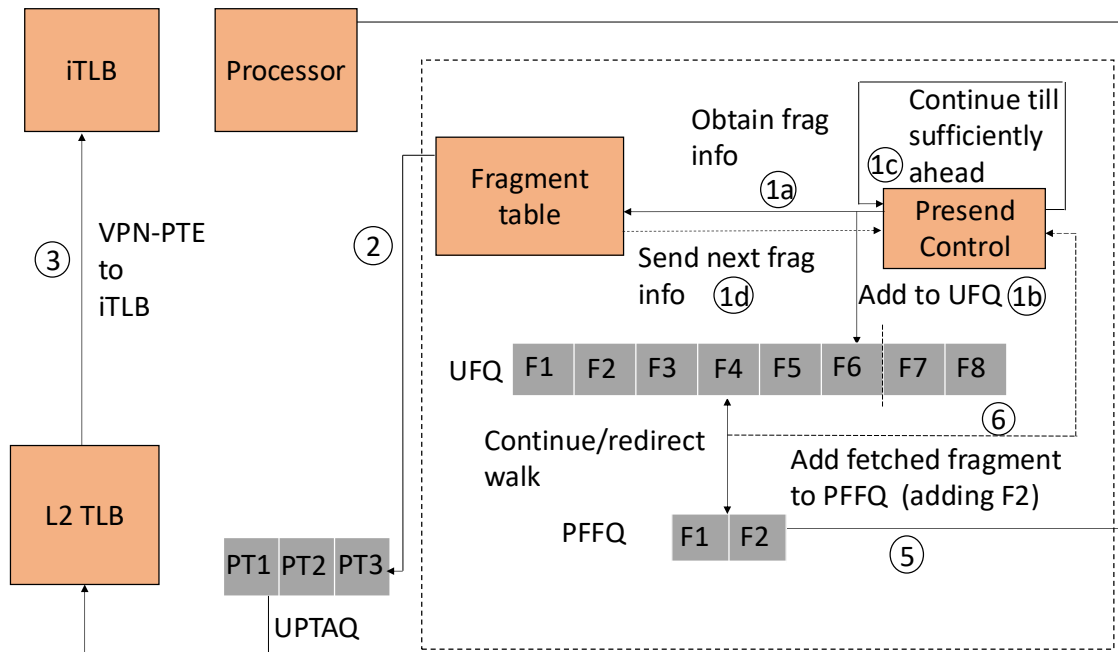 iTLB
Processor
Continue till
sufficiently
ahead
1c
Obtain frag
info
1a
Fragment
table
Presend
Control
VPN-PTE
to
iTLB
3
2
Send next frag
info
1d
Add to UFQ
1b
UFQ
F1 F2 F3 F4 F5 F6 F7 F8
6
Continue/redirect
walk
Add fetched fragment
to PFFQ (adding F2)
L2 TLB
PFFQ
F1 F2
5
PT1 PT2 PT3
UPTAQ